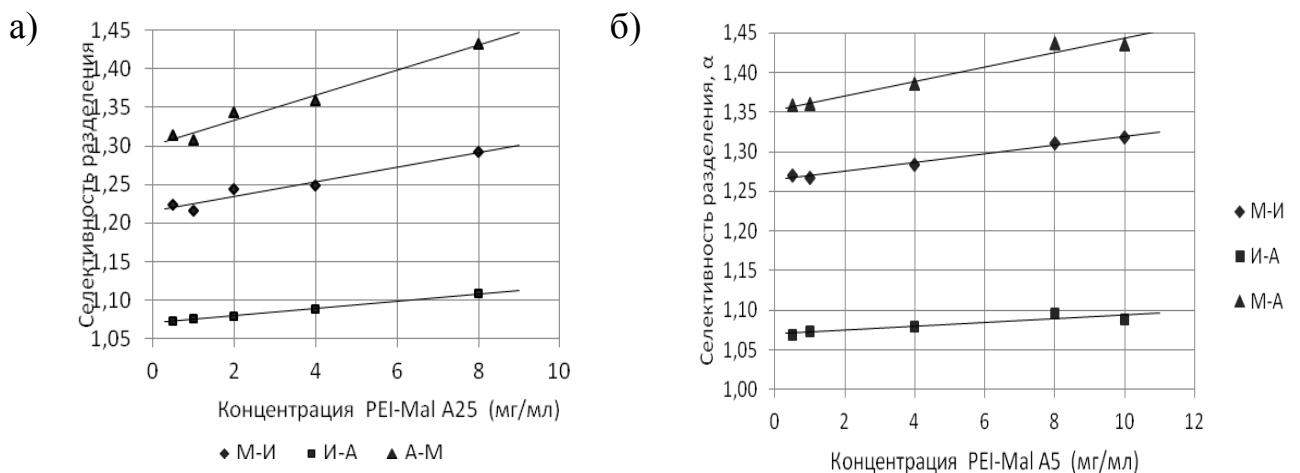 а)
Селективность разделения
1,45
1,40
1,35
1,30
1,25
1,20
1,15
1,10
1,05
0 2 4 6 8 10
Концентрация PEI-Mal A25 (мг/мл)
М-И И-А А-М
б)
Селективность разделения, α
1,45
1,40
1,35
1,30
1,25
1,20
1,15
1,10
1,05
1,00
0 2 4 6 8 10 12
Концентрация PEI-Mal A5 (мг/мл)
М-И
И-А
М-А